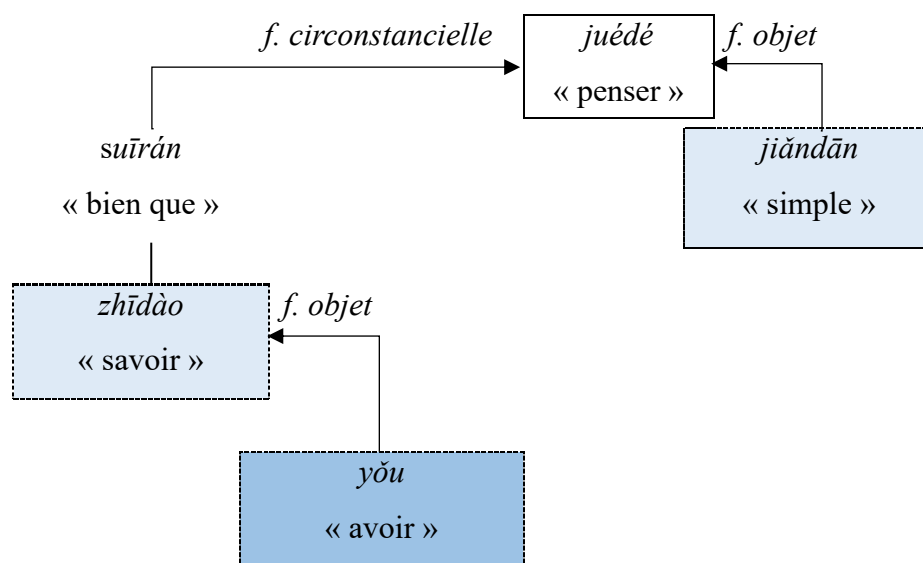 f. circonstancielle
juédé
« penser »
f. objet
suīrán
« bien que »
jiǎndān
« simple »
zhīdào
« savoir »
f. objet
yǒu
« avoir »